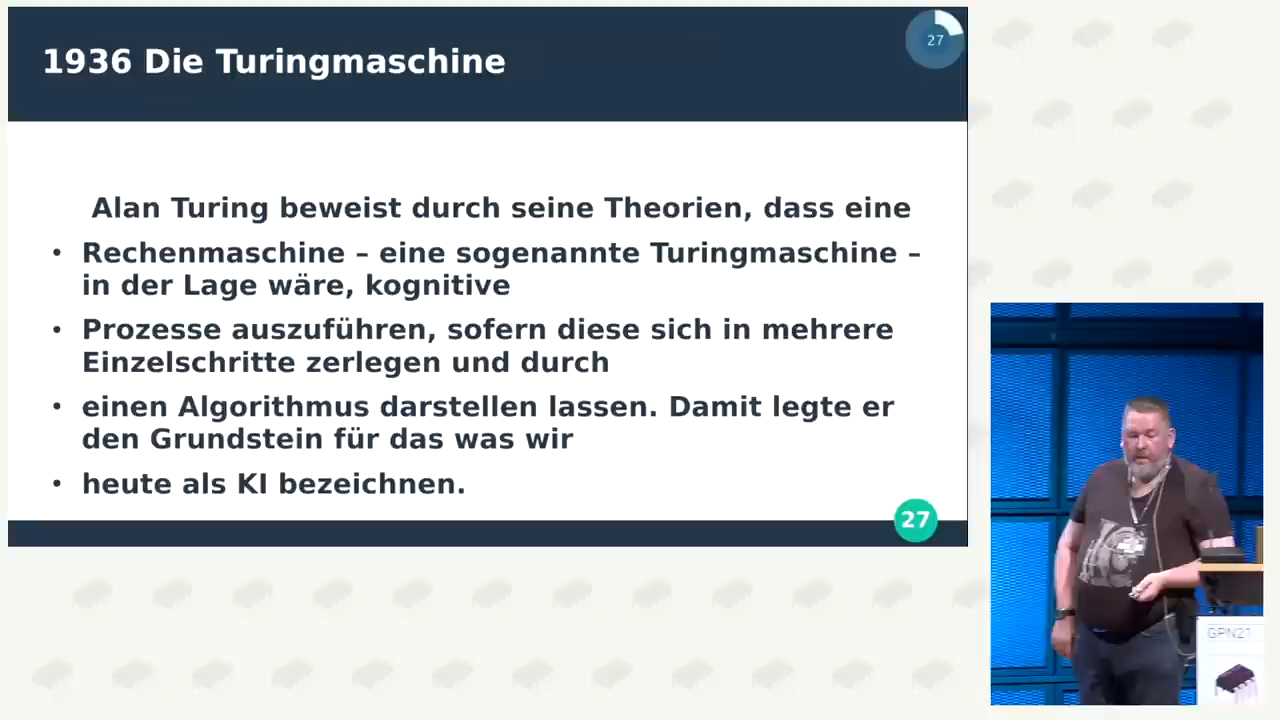 1936 Die Turingmaschine
27
Alan Turing beweist durch seine Theorien, dass eine
• Rechenmaschine – eine sogenannte Turingmaschine –
in der Lage wäre, kognitive
• Prozesse auszuführen, sofern diese sich in mehrere
Einzelschritte zerlegen und durch
• einen Algorithmus darstellen lassen. Damit legte er
den Grundstein für das was wir
• heute als KI bezeichnen.
27
GPN21